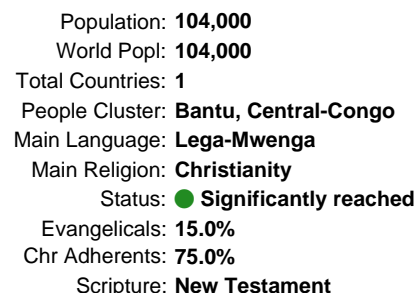 Population: 104,000
World Popl: 104,000
Total Countries: 1
People Cluster: Bantu, Central-Congo
Main Language: Lega-Mwenga
Main Religion: Christianity
Status: Significantly reached
Evangelicals: 15.0%
Chr Adherents: 75.0%
Scripture: New Testament